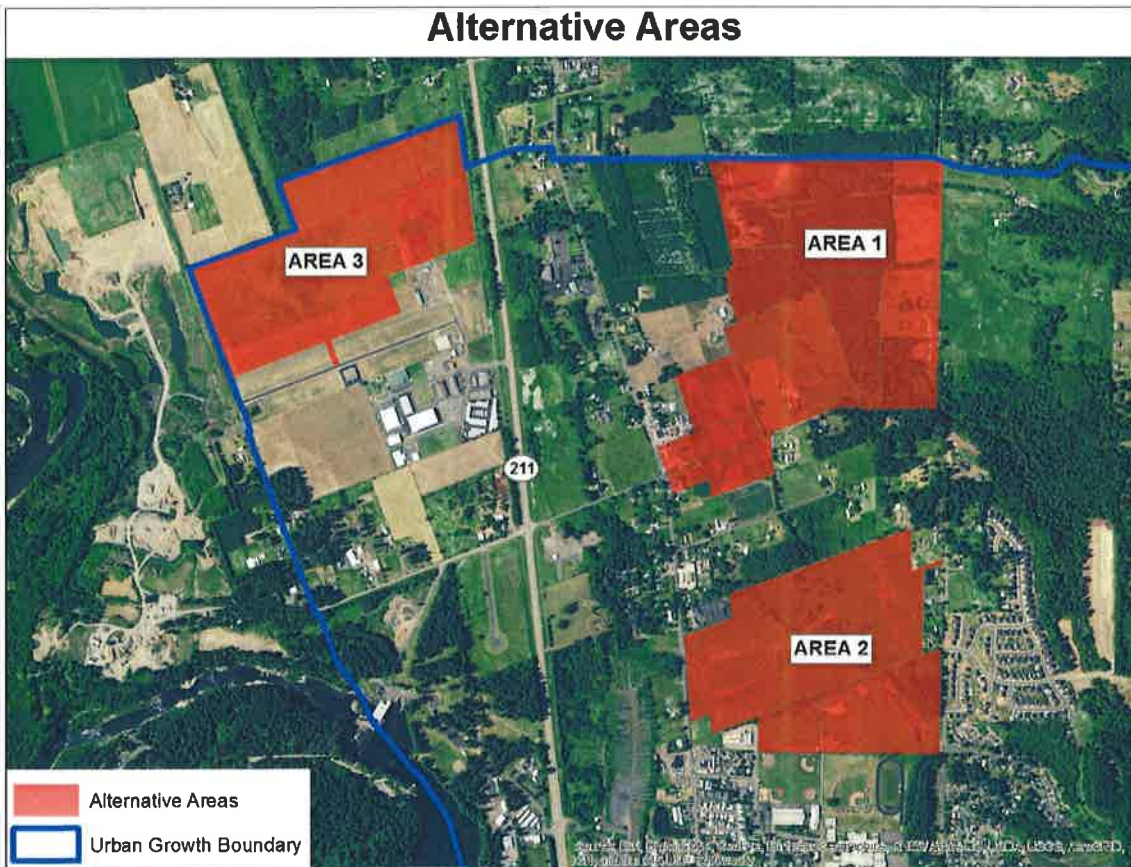 Alternative Areas
AREA 3
AREA 1
211
AREA 2
Alternative Areas
Urban Growth Boundary